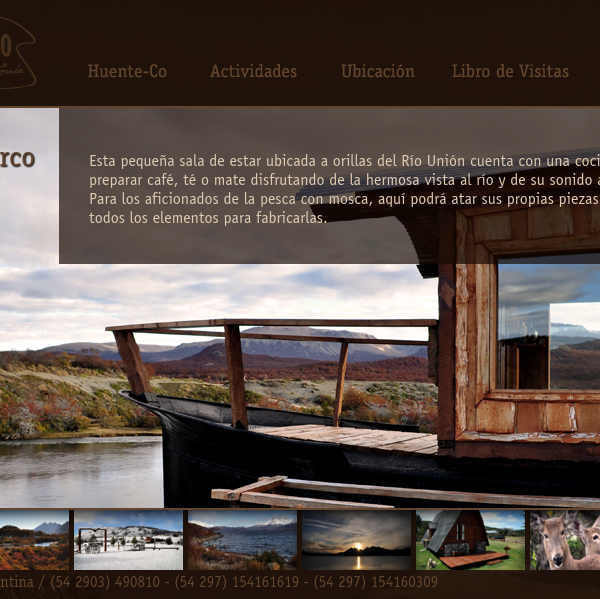 Huente-Co Actividades Ubicación Libro de Visitas
rco
Esta pequeña sala de estar ubicada a orillas del Río Unión cuenta con una coci
preparar café, té o mate disfrutando de la hermosa vista al río y de su sonido a
Para los aficionados de la pesca con mosca, aquí podrá atar sus propias piezas
todos los elementos para fabricarlas.
ntina / (54 2903) 490810 - (54 297) 154161619 - (54 297) 154160309